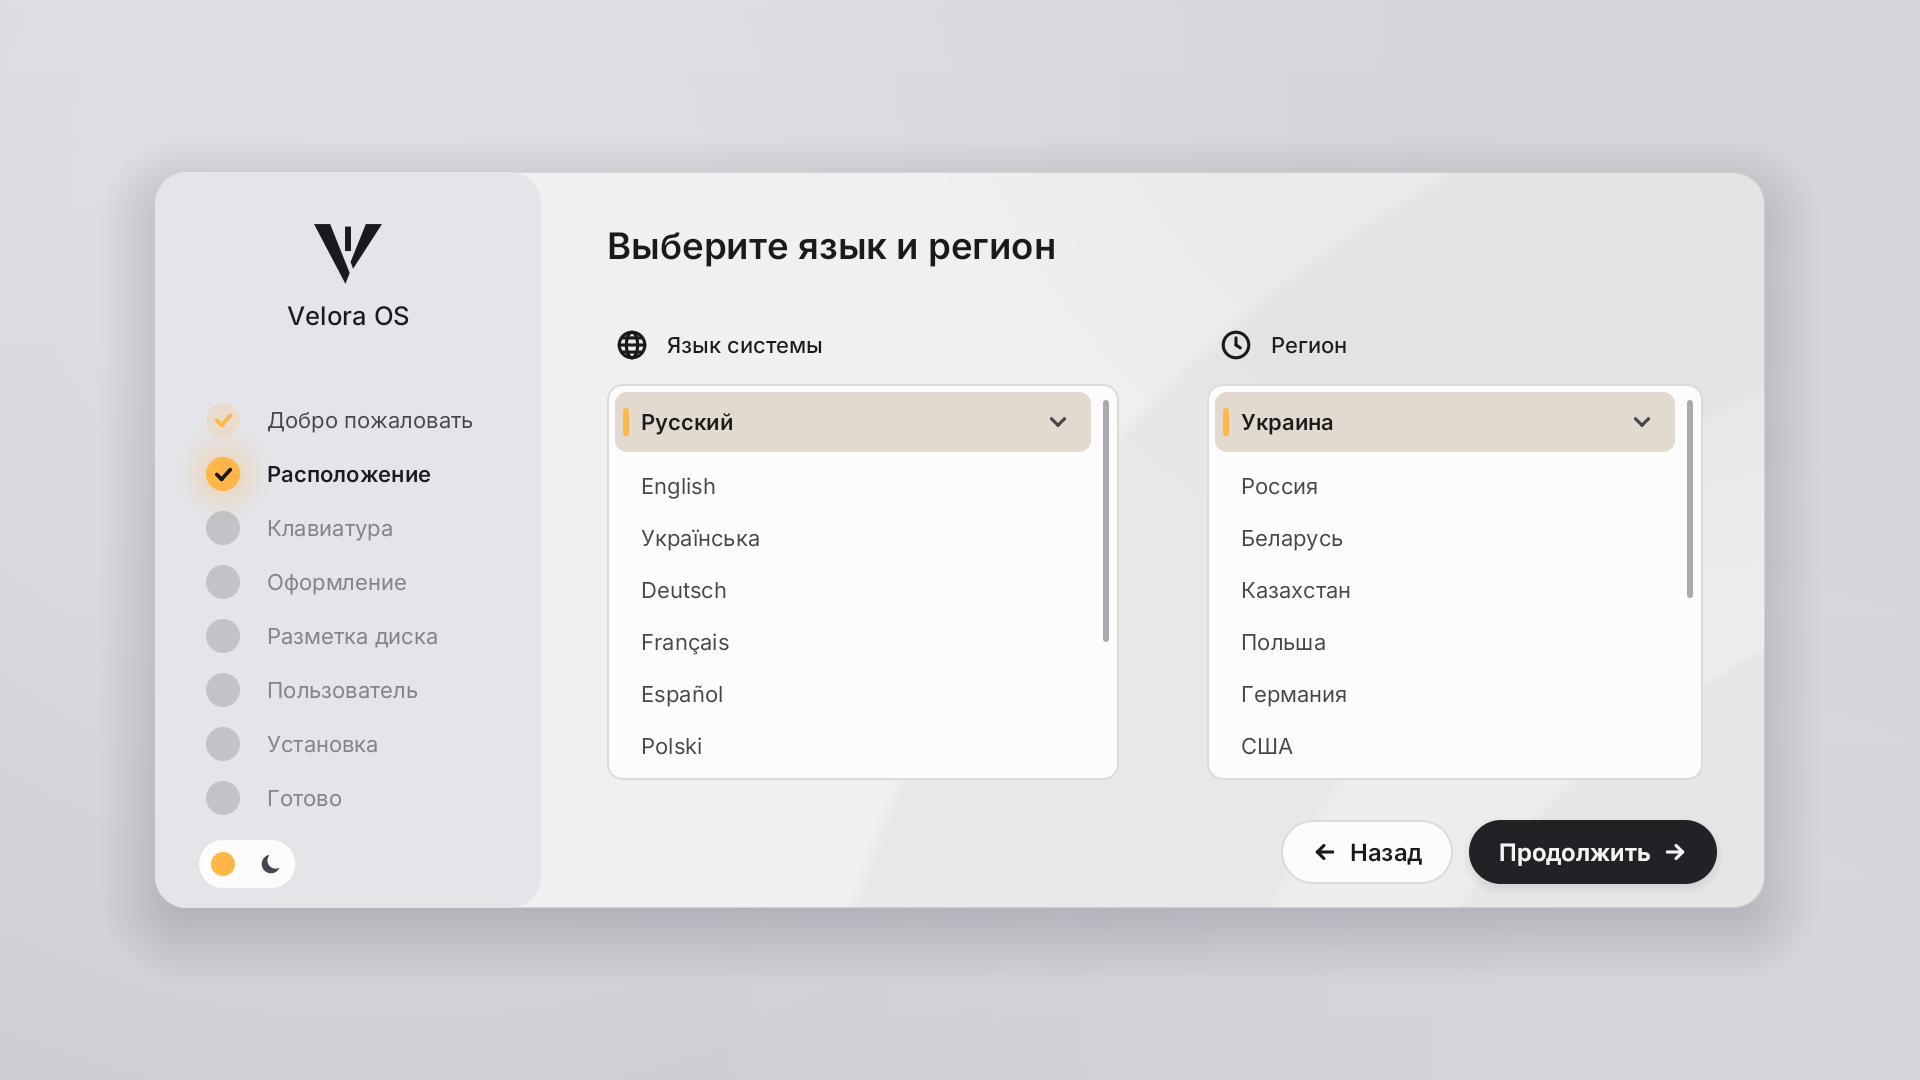 Velora OS
Добро пожаловать
Расположение
Клавиатура
Оформление
Разметка диска
Пользователь
Установка
Готово
Выберите язык и регион
Язык системы
Русский
English
Українська
Deutsch
Français
Español
Polski
Регион
Украина
Россия
Беларусь
Казахстан
Польша
Германия
США
Назад
Продолжить